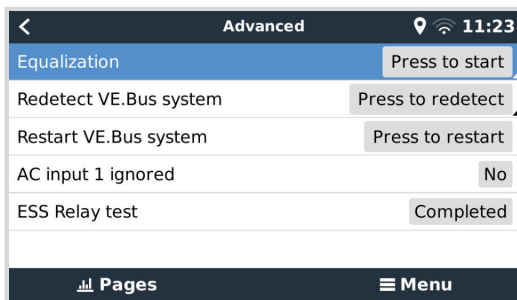 Advanced 11:23
Equalization Press to start
Redetect VE.Bus system Press to redetect
Restart VE.Bus system Press to restart
AC input 1 ignored No
ESS Relay test Completed
Pages Menu